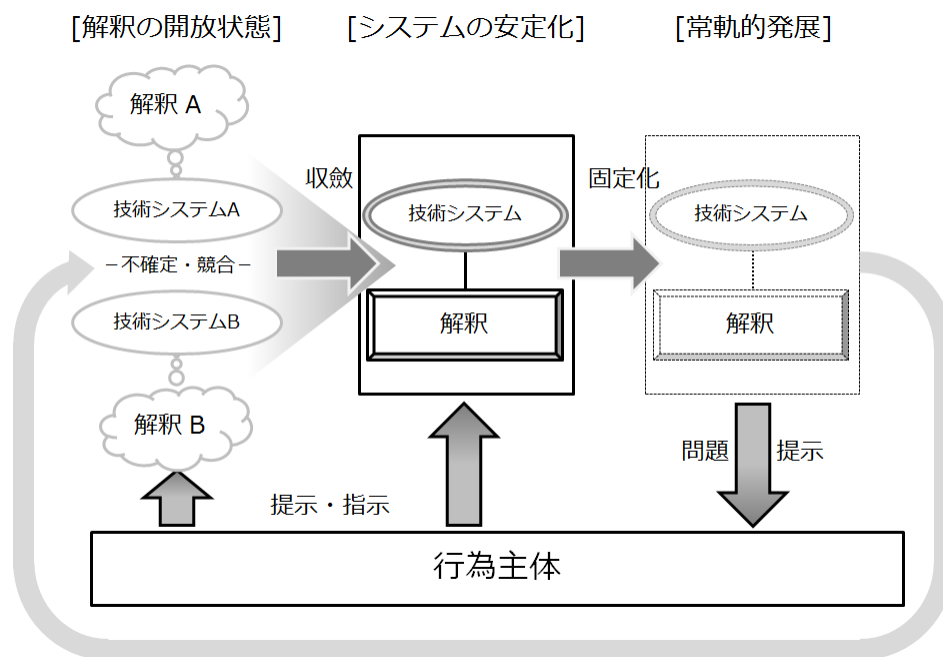 [解釈の開放状態]
[システムの安定化]
[常軌的発展]
解釈 A
技術システムA
－不確定・競合－
技術システムB
解釈 B
収斂
技術システム
解釈
固定化
技術システム
解釈
提示・指示
問題 提示
行為主体